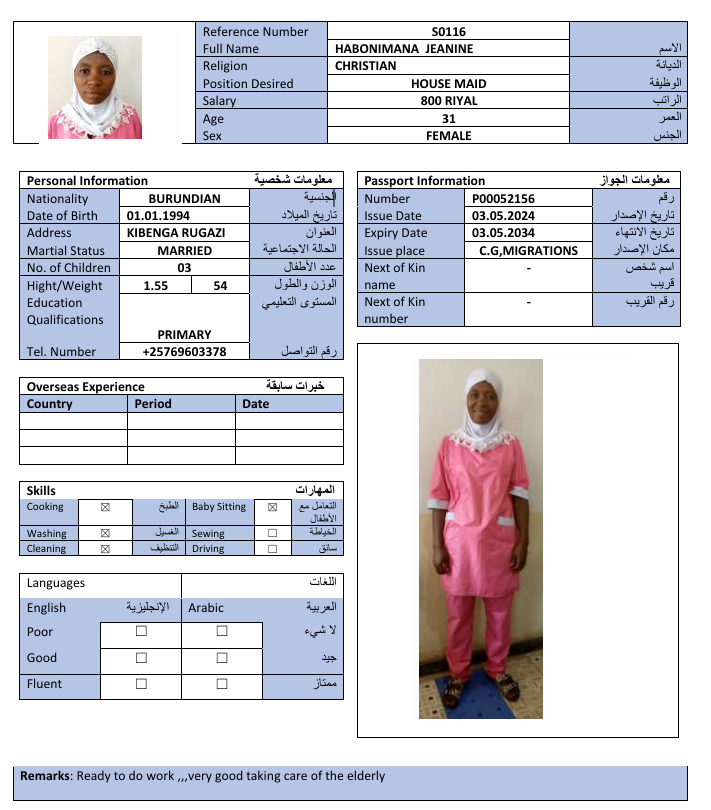 Reference Number S0116
Full Name HABONIMANA JEANINE الاسم
Religion CHRISTIAN الديانة
Position Desired HOUSE MAID الوظيفة
Salary 800 RIYAL الراتب
Age 31 العمر
Sex FEMALE الجنس
Personal Information معلومات شخصية
Nationality BURUNDIAN الجنسية
Date of Birth 01.01.1994 تاريخ الميلاد
Address KIBENGA RUGAZI العنوان
Martial Status MARRIED الحالة الاجتماعية
No. of Children 03 عدد الأطفال
Hight/Weight 1.55 54 الوزن والطول
Education المستوى التعليمي
Qualifications
PRIMARY
Tel. Number +25769603378 رقم التواصل
Passport Information معلومات الجواز
Number P00052156 رقم
Issue Date 03.05.2024 تاريخ الإصدار
Expiry Date 03.05.2034 تاريخ الانتهاء
Issue place C.G,MIGRATIONS مكان الإصدار
Next of Kin - اسم شخص
name قريب
Next of Kin - رقم القريب
number
Overseas Experience خبرات سابقة
Country Period Date
Skills المهارات
Cooking ☒ الطبخ Baby Sitting ☒ التعامل مع
الأطفال
Washing ☒ الغسيل Sewing ☐ الخياطة
Cleaning ☒ التنظيف Driving ☐ سائق
Languages اللغات
English الإنجليزية Arabic العربية
Poor ☐ ☐ لا شيء
Good ☐ ☐ جيد
Fluent ☐ ☐ ممتاز
Remarks: Ready to do work ,,,very good taking care of the elderly